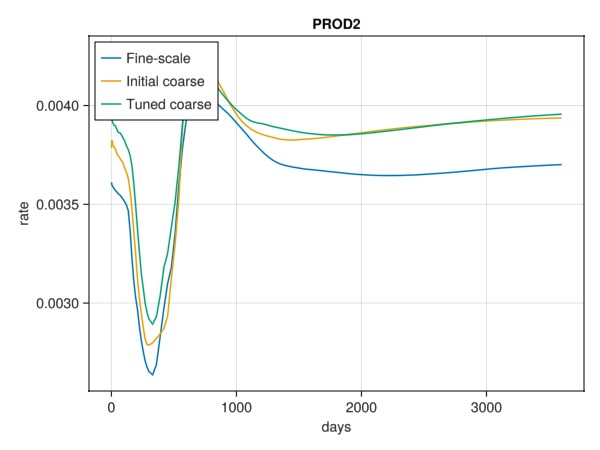 PROD2
Fine-scale
Initial coarse
Tuned coarse
0.0040
0.0035
0.0030
rate
0
1000
2000
3000
days